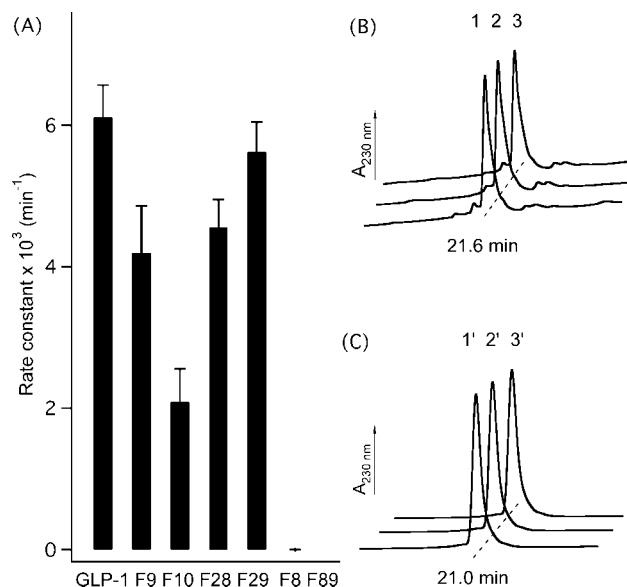 (A)
Rate constant x 10³ (min⁻¹)
6
4
2
0
GLP-1 F9 F10 F28 F29 F8 F89
(B)
1 2 3
A230 nm
21.6 min
(C)
1' 2' 3'
A230 nm
21.0 min